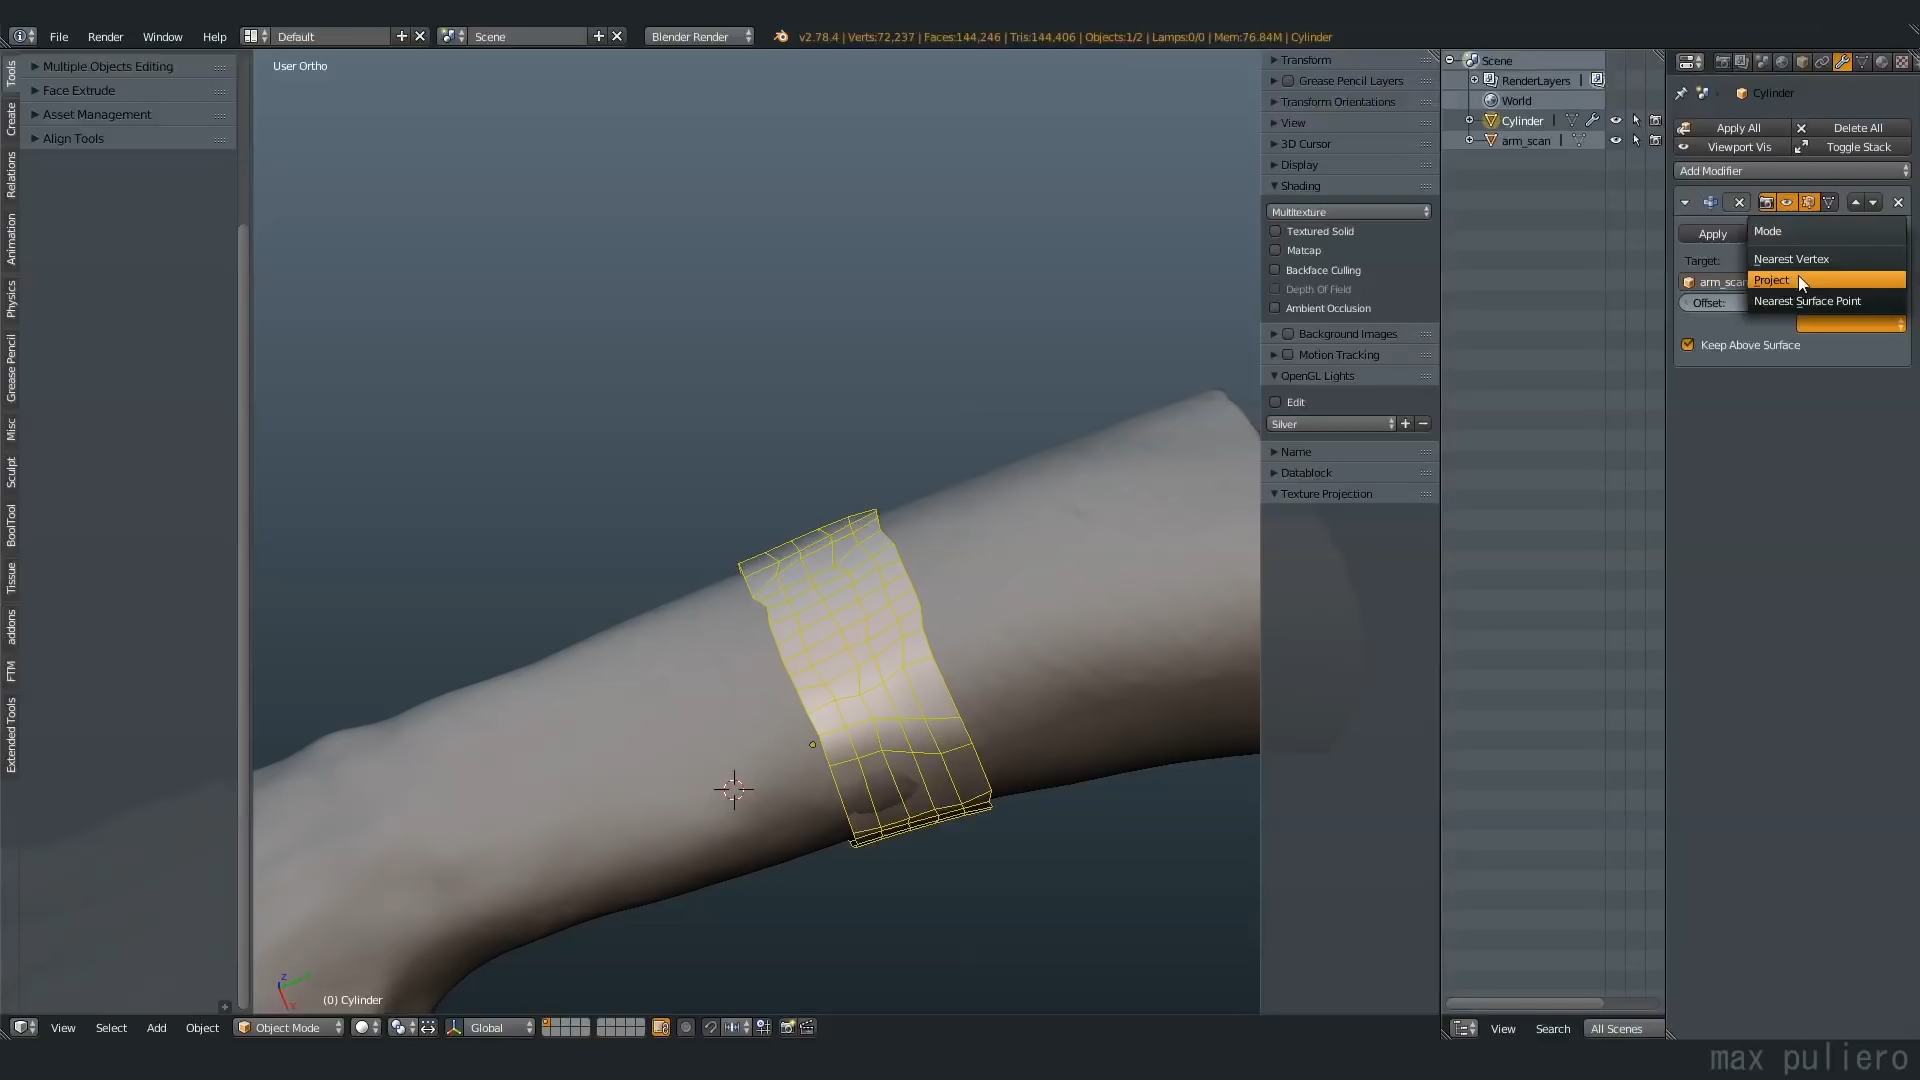 File Render Window Help Default Scene Blender Render v2.78.4 | Verts:72,237 | Faces:144,246 | Tris:144,406 | Objects:1/2 | Lamps:0/0 | Mem:76.84M | Cylinder
Tools
Create
Relations
Animation
Physics
Grease Pencil
Misc
Sculpt
BoolTool
Tissue
addons
FTM
Extended Tools
Multiple Objects Editing
Face Extrude
Asset Management
Align Tools
User Ortho
(0) Cylinder
Transform
Grease Pencil Layers
Transform Orientations
View
3D Cursor
Display
Shading
Multitexture
Textured Solid
Matcap
Backface Culling
Depth Of Field
Ambient Occlusion
Background Images
Motion Tracking
OpenGL Lights
Edit
Silver
Name
Datablock
Texture Projection
Scene
RenderLayers |
World
Cylinder |
arm_scan |
Cylinder
Apply All Delete All
Viewport Vis Toggle Stack
Add Modifier
Apply
Mode
Target:
Nearest Vertex
arm_scan
Project
Offset:
Nearest Surface Point
Keep Above Surface
View Select Add Object Object Mode Global
View Search All Scenes
max puliero